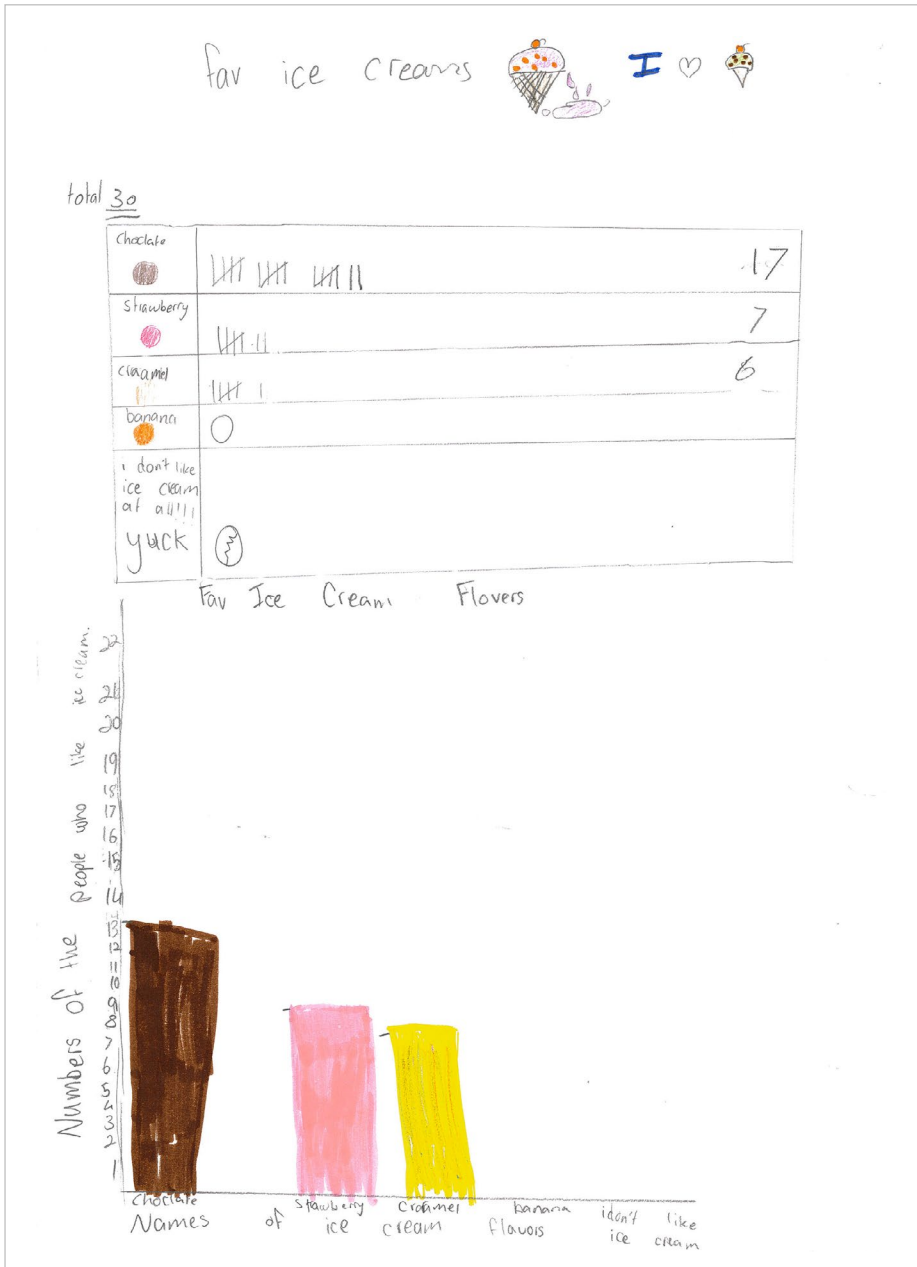 fav ice creams I
total 30
Choclate
17
Strawberry
7
craamel
6
banana
O
i don't like
ice cream
at all!!!!
yuck
Fav Ice Cream Flovers
Numbers of the people who like ice cream.
22
21
20
19
18
17
16
15
14
13
12
11
10
9
8
7
6
5
4
3
2
1
Choclate Stawberry Craamel banana i don't like
Names of ice cream flavors ice cream